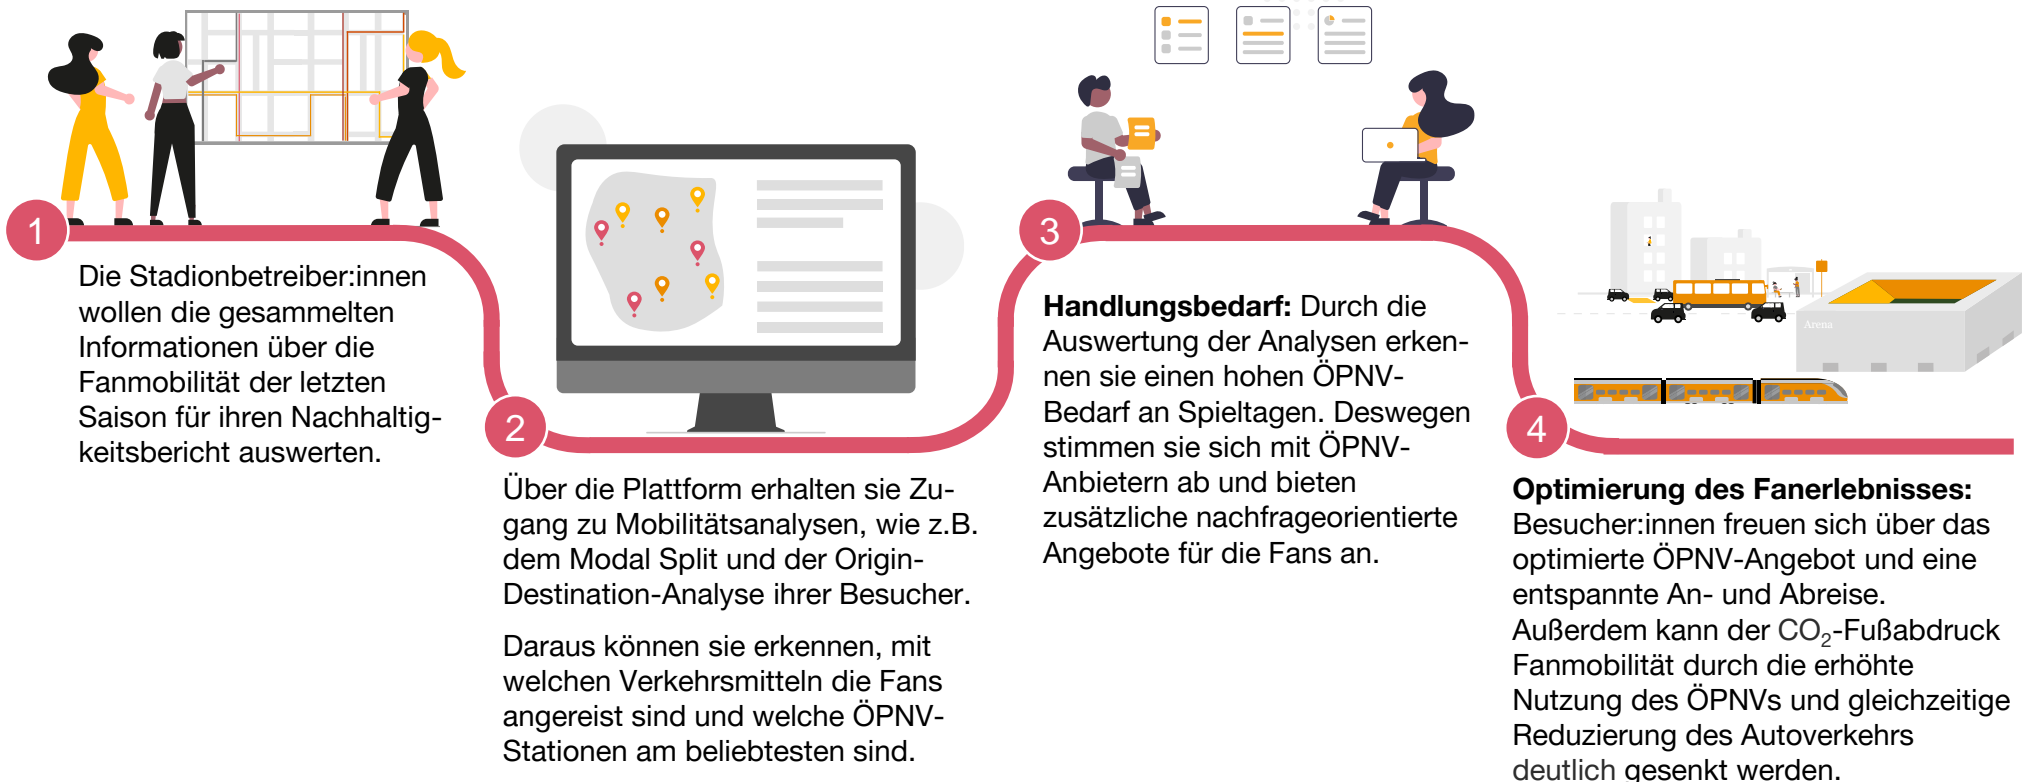 1
Die Stadionbetreiber:innen
wollen die gesammelten
Informationen über die
Fanmobilität der letzten
Saison für ihren Nachhaltig-
keitsbericht auswerten.
2
Über die Plattform erhalten sie Zu-
gang zu Mobilitätsanalysen, wie z.B.
dem Modal Split und der Origin-
Destination-Analyse ihrer Besucher.
Daraus können sie erkennen, mit
welchen Verkehrsmitteln die Fans
angereist sind und welche ÖPNV-
Stationen am beliebtesten sind.
3
Handlungsbedarf: Durch die
Auswertung der Analysen erken-
nen sie einen hohen ÖPNV-
Bedarf an Spieltagen. Deswegen
stimmen sie sich mit ÖPNV-
Anbietern ab und bieten
zusätzliche nachfrageorientierte
Angebote für die Fans an.
Arena
4
Optimierung des Fanerlebnisses:
Besucher:innen freuen sich über das
optimierte ÖPNV-Angebot und eine
entspannte An- und Abreise.
Außerdem kann der CO₂-Fußabdruck
Fanmobilität durch die erhöhte
Nutzung des ÖPNVs und gleichzeitige
Reduzierung des Autoverkehrs
deutlich gesenkt werden.